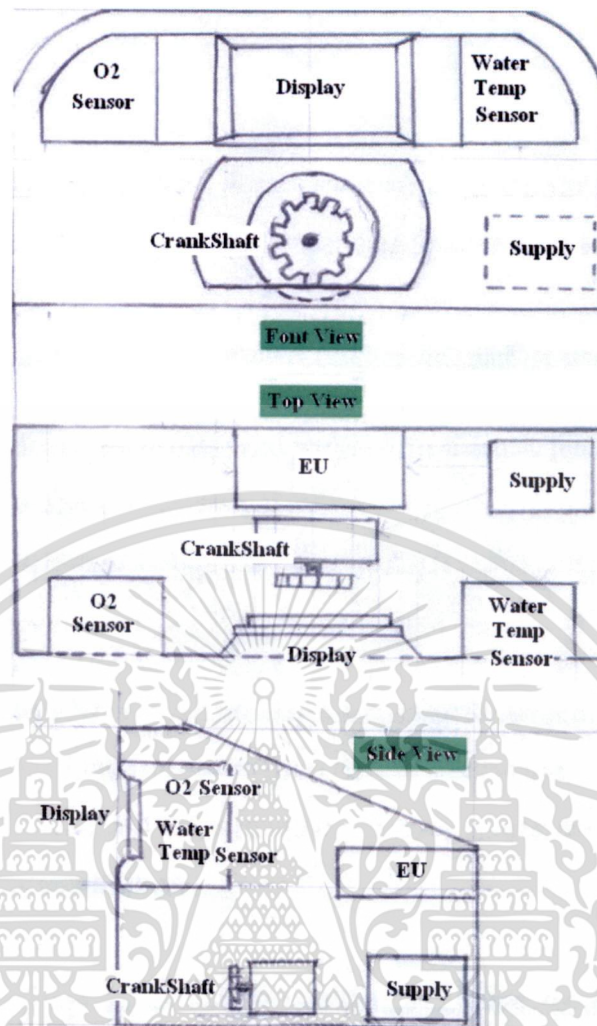 O2
Sensor
Display
Water
Temp
Sensor
CrankShaft
Supply
Font View
Top View
EU
Supply
CrankShaft
O2
Sensor
Display
Water
Temp
Sensor
Side View
O2 Sensor
Display
Water
Temp Sensor
EU
CrankShaft
Supply